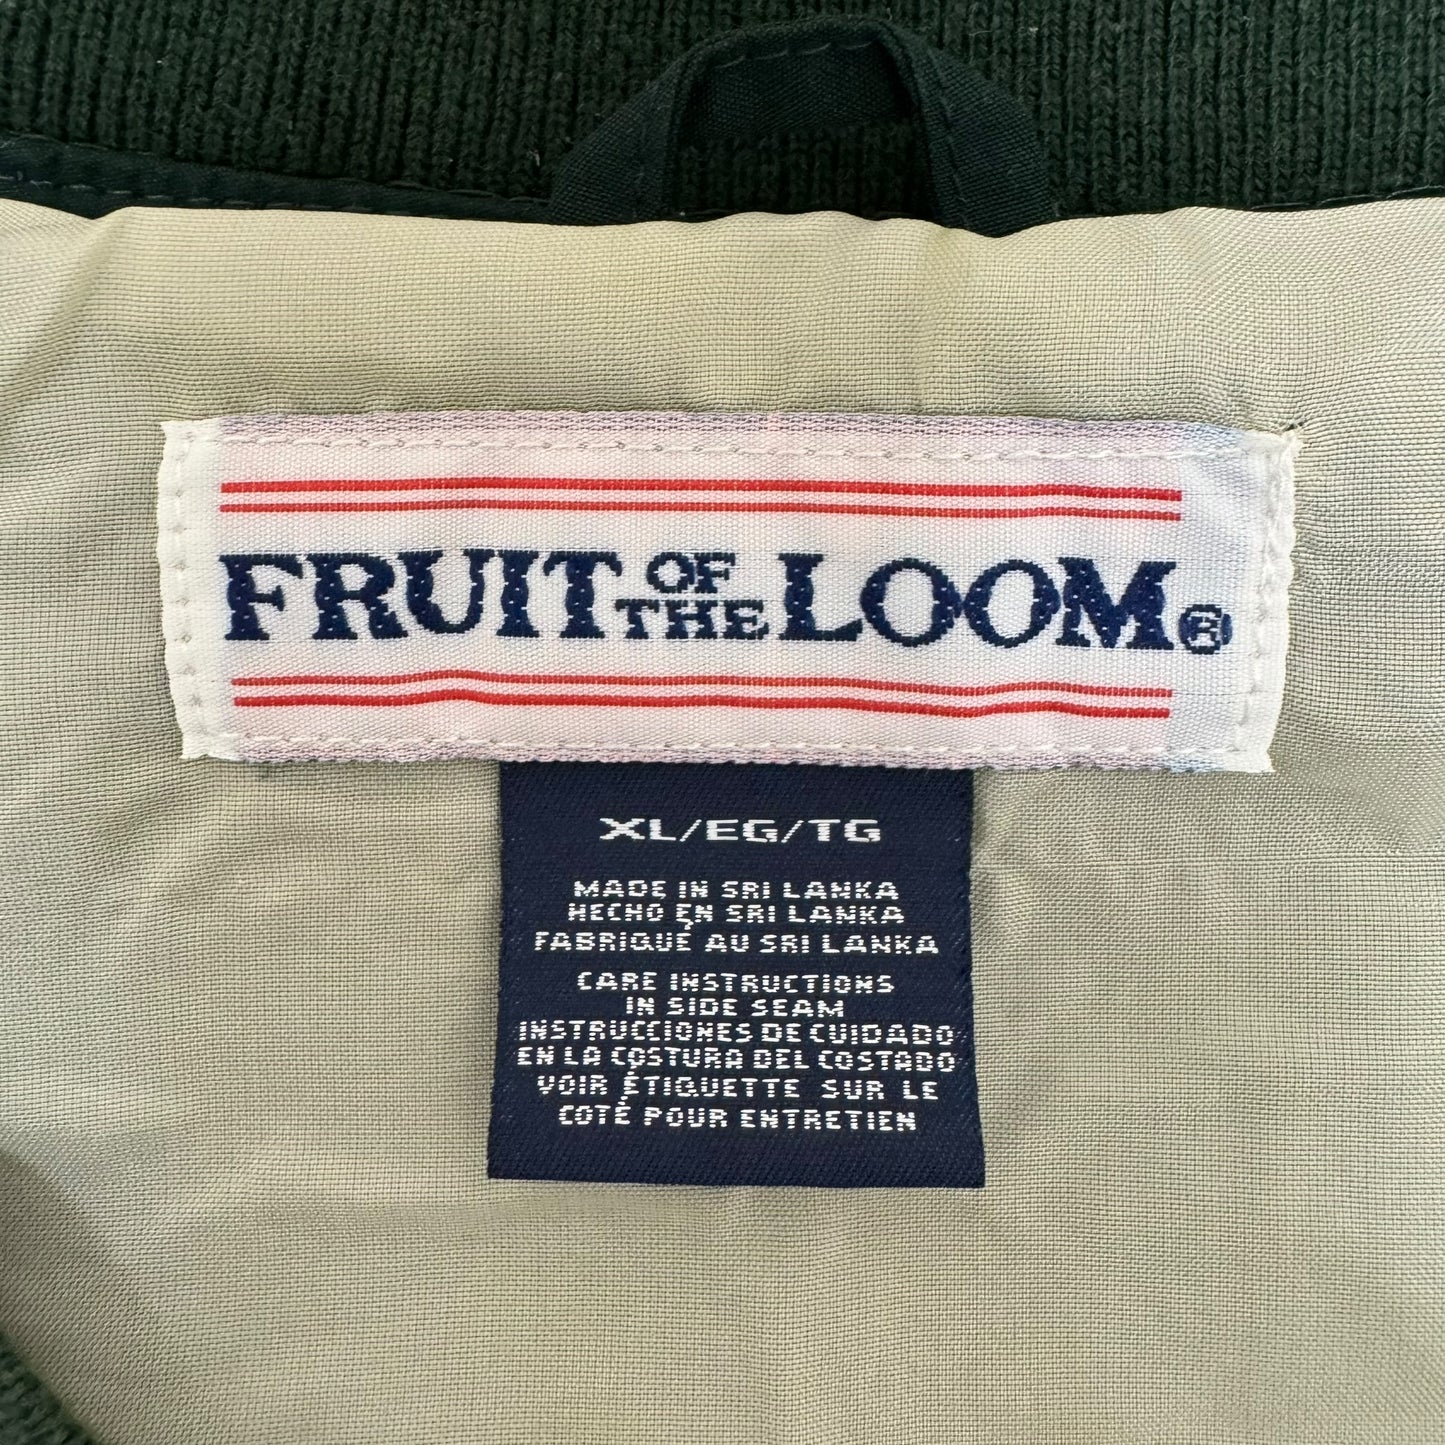 FRUIT OF THE LOOM®
XL/EG/TG
MADE IN SRI LANKA
HECHO EN SRI LANKA
FABRIQUÉ AU SRI LANKA
CARE INSTRUCTIONS
IN SIDE SEAM
INSTRUCCIONES DE CUIDADO
EN LA COSTURA DEL COSTADO
VOIR ÉTIQUETTE SUR LE
COTÉ POUR ENTRETIEN